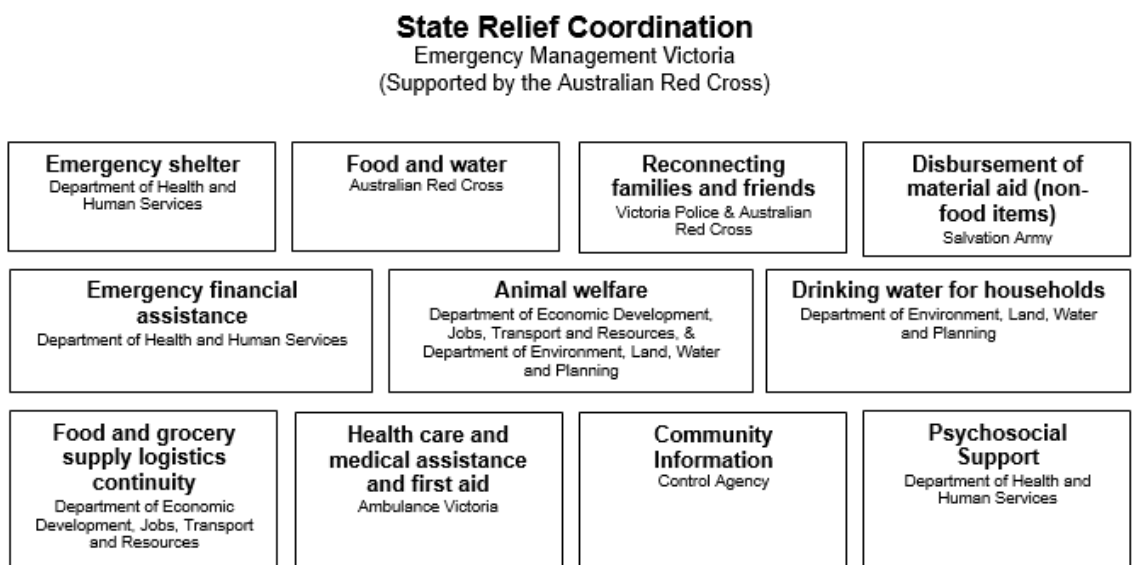 State Relief Coordination
Emergency Management Victoria
(Supported by the Australian Red Cross)
Emergency shelter
Department of Health and
Human Services
Food and water
Australian Red Cross
Reconnecting
families and friends
Victoria Police & Australian
Red Cross
Disbursement of
material aid (non-
food items)
Salvation Army
Emergency financial
assistance
Department of Health and Human Services
Animal welfare
Department of Economic Development,
Jobs, Transport and Resources, &
Department of Environment, Land, Water
and Planning
Drinking water for households
Department of Environment, Land, Water
and Planning
Food and grocery
supply logistics
continuity
Department of Economic
Development, Jobs, Transport
and Resources
Health care and
medical assistance
and first aid
Ambulance Victoria
Community
Information
Control Agency
Psychosocial
Support
Department of Health and
Human Services